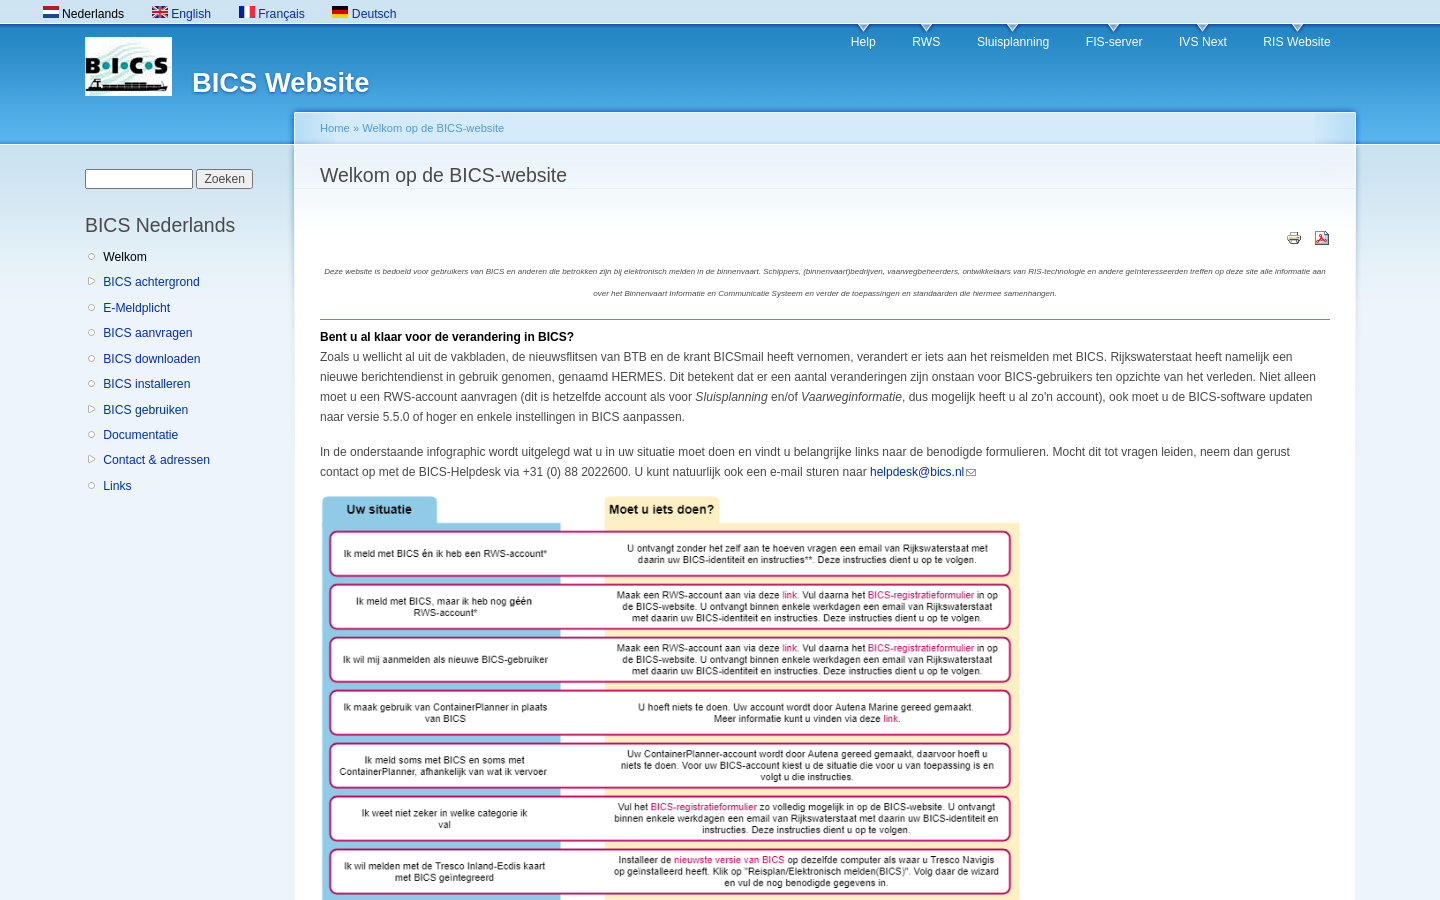 Nederlands English Français Deutsch
Help RWS Sluisplanning FIS-server IVS Next RIS Website
B·I·C·S
BICS Website
Home » Welkom op de BICS-website
Zoeken
BICS Nederlands
Welkom
BICS achtergrond
E-Meldplicht
BICS aanvragen
BICS downloaden
BICS installeren
BICS gebruiken
Documentatie
Contact & adressen
Links
Welkom op de BICS-website
Deze website is bedoeld voor gebruikers van BICS en anderen die betrokken zijn bij elektronisch melden in de binnenvaart. Schippers, (binnenvaart)bedrijven, vaarwegbeheerders, ontwikkelaars van RIS-technologie en andere geïnteresseerden treffen op deze site alle informatie aan
over het Binnenvaart Informatie en Communicatie Systeem en verder de toepassingen en standaarden die hiermee samenhangen.
Bent u al klaar voor de verandering in BICS?
Zoals u wellicht al uit de vakbladen, de nieuwsflitsen van BTB en de krant BICSmail heeft vernomen, verandert er iets aan het reismelden met BICS. Rijkswaterstaat heeft namelijk een
nieuwe berichtendienst in gebruik genomen, genaamd HERMES. Dit betekent dat er een aantal veranderingen zijn onstaan voor BICS-gebruikers ten opzichte van het verleden. Niet alleen
moet u een RWS-account aanvragen (dit is hetzelfde account als voor Sluisplanning en/of Vaarweginformatie, dus mogelijk heeft u al zo'n account), ook moet u de BICS-software updaten
naar versie 5.5.0 of hoger en enkele instellingen in BICS aanpassen.
In de onderstaande infographic wordt uitgelegd wat u in uw situatie moet doen en vindt u belangrijke links naar de benodigde formulieren. Mocht dit tot vragen leiden, neem dan gerust
contact op met de BICS-Helpdesk via +31 (0) 88 2022600. U kunt natuurlijk ook een e-mail sturen naar helpdesk@bics.nl
Uw situatie
Moet u iets doen?
Ik meld met BICS én ik heb een RWS-account*
U ontvangt zonder het zelf aan te hoeven vragen een email van Rijkswaterstaat met
daarin uw BICS-identiteit en instructies**. Deze instructies dient u op te volgen.
Ik meld met BICS, maar ik heb nog géén
RWS-account*
Maak een RWS-account aan via deze link. Vul daarna het BICS-registratieformulier in op
de BICS-website. U ontvangt binnen enkele werkdagen een email van Rijkswaterstaat
met daarin uw BICS-identiteit en instructies. Deze instructies dient u op te volgen.
Ik wil mij aanmelden als nieuwe BICS-gebruiker
Maak een RWS-account aan via deze link. Vul daarna het BICS-registratieformulier in op
de BICS-website. U ontvangt binnen enkele werkdagen een email van Rijkswaterstaat
met daarin uw BICS-identiteit en instructies. Deze instructies dient u op te volgen.
Ik maak gebruik van ContainerPlanner in plaats
van BICS
U hoeft niets te doen. Uw account wordt door Autena Marine gereed gemaakt.
Meer informatie kunt u vinden via deze link.
Ik meld soms met BICS en soms met
ContainerPlanner, afhankelijk van wat ik vervoer
Uw ContainerPlanner-account wordt door Autena gereed gemaakt, daarvoor hoeft u
niets te doen. Voor uw BICS-account kiest u de situatie die voor u van toepassing is en
volgt u die instructies.
Ik weet niet zeker in welke categorie ik
val
Vul het BICS-registratieformulier zo volledig mogelijk in op de BICS-website. U ontvangt
binnen enkele werkdagen een email van Rijkswaterstaat met daarin uw BICS-identiteit en
instructies. Deze instructies dient u op te volgen.
Ik wil melden met de Tresco Inland-Ecdis kaart
met BICS geïntegreerd
Installeer de nieuwste versie van BICS op dezelfde computer als waar u Tresco Navigis
op geïnstalleerd heeft. Klik op "Reisplan/Elektronisch melden(BICS)". Volg daar de wizard
en vul de nog benodigde gegevens in.